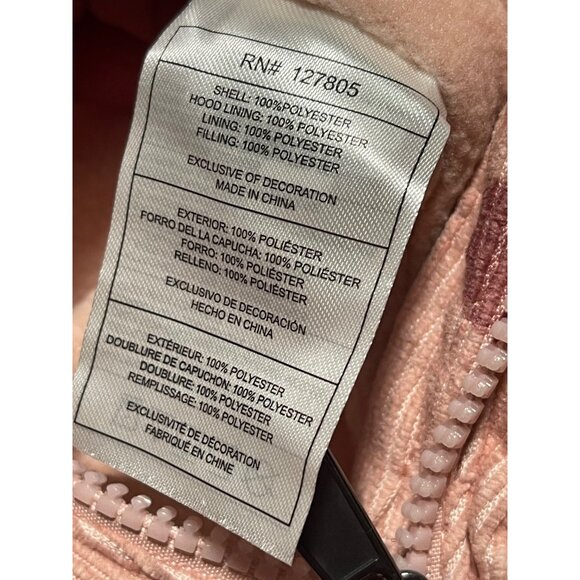 RN# 127805
SHELL: 100%POLYESTER
HOOD LINING: 100% POLYESTER
LINING: 100% POLYESTER
FILLING: 100% POLYESTER
EXCLUSIVE OF DECORATION
MADE IN CHINA
EXTERIOR: 100% POLIÉSTER
FORRO DEL LA CAPUCHA: 100% POLIÉSTER
FORRO: 100% POLIÉSTER
RELLENO: 100% POLIÉSTER
EXCLUSIVO DE DECORACIÓN
HECHO EN CHINA
EXTÉRIEUR: 100% POLYESTER
DOUBLURE DE CAPUCHON: 100% POLYESTER
DOUBLURE: 100% POLYESTER
REMPLISSAGE: 100% POLYESTER
EXCLUSIVITÉ DE DÉCORATION
FABRIQUÉ EN CHINE